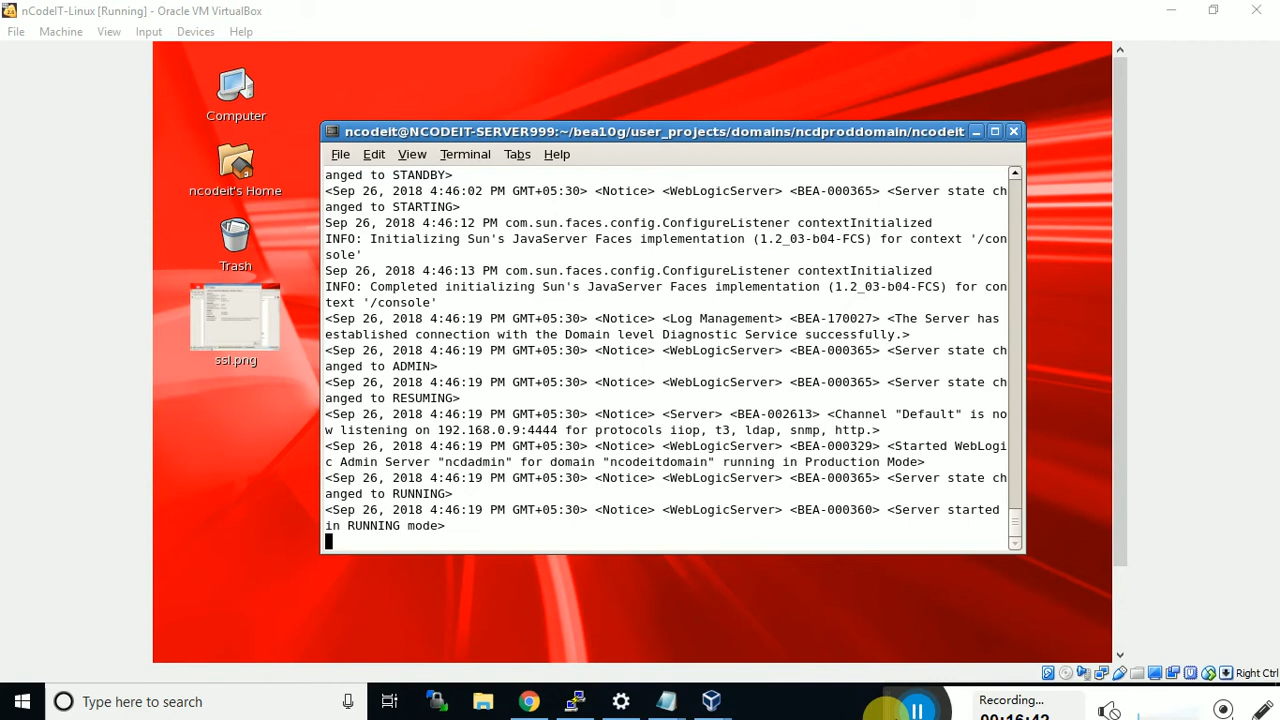 nCodeIT-Linux [Running] - Oracle VM VirtualBox
File Machine View Input Devices Help
Computer
ncodeit's Home
Trash
ssl.png
ncodeit@NCODEIT-SERVER999:~/bea10g/user_projects/domains/ncdproddomain/ncodeit
File Edit View Terminal Tabs Help
anged to STANDBY>
<Sep 26, 2018 4:46:02 PM GMT+05:30> <Notice> <WebLogicServer> <BEA-000365> <Server state ch
anged to STARTING>
Sep 26, 2018 4:46:12 PM com.sun.faces.config.ConfigureListener contextInitialized
INFO: Initializing Sun's JavaServer Faces implementation (1.2_03-b04-FCS) for context '/con
sole'
Sep 26, 2018 4:46:13 PM com.sun.faces.config.ConfigureListener contextInitialized
INFO: Completed initializing Sun's JavaServer Faces implementation (1.2_03-b04-FCS) for con
text '/console'
<Sep 26, 2018 4:46:19 PM GMT+05:30> <Notice> <Log Management> <BEA-170027> <The Server has
established connection with the Domain level Diagnostic Service successfully.>
<Sep 26, 2018 4:46:19 PM GMT+05:30> <Notice> <WebLogicServer> <BEA-000365> <Server state ch
anged to ADMIN>
<Sep 26, 2018 4:46:19 PM GMT+05:30> <Notice> <WebLogicServer> <BEA-000365> <Server state ch
anged to RESUMING>
<Sep 26, 2018 4:46:19 PM GMT+05:30> <Notice> <Server> <BEA-002613> <Channel "Default" is no
w listening on 192.168.0.9:4444 for protocols iiop, t3, ldap, snmp, http.>
<Sep 26, 2018 4:46:19 PM GMT+05:30> <Notice> <WebLogicServer> <BEA-000329> <Started WebLogi
c Admin Server "ncdadmin" for domain "ncodeitdomain" running in Production Mode>
<Sep 26, 2018 4:46:19 PM GMT+05:30> <Notice> <WebLogicServer> <BEA-000365> <Server state ch
anged to RUNNING>
<Sep 26, 2018 4:46:19 PM GMT+05:30> <Notice> <WebLogicServer> <BEA-000360> <Server started
in RUNNING mode>
Right Ctrl
Type here to search
Recording...
00:16:42